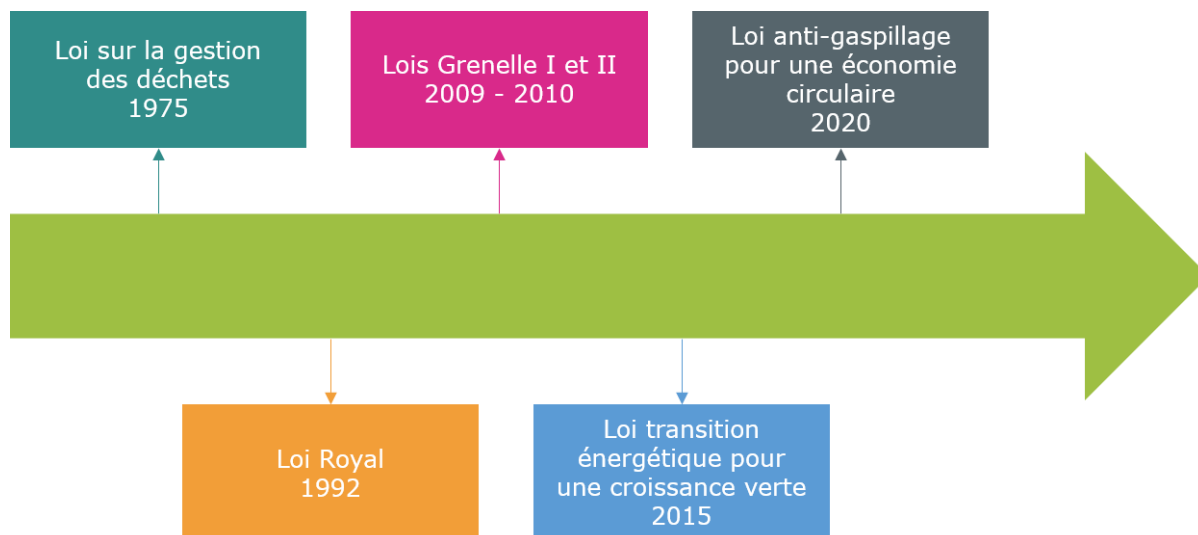 Loi sur la gestion
des déchets
1975
Lois Grenelle I et II
2009 - 2010
Loi anti-gaspillage
pour une économie
circulaire
2020
Loi Royal
1992
Loi transition
énergétique pour
une croissance verte
2015